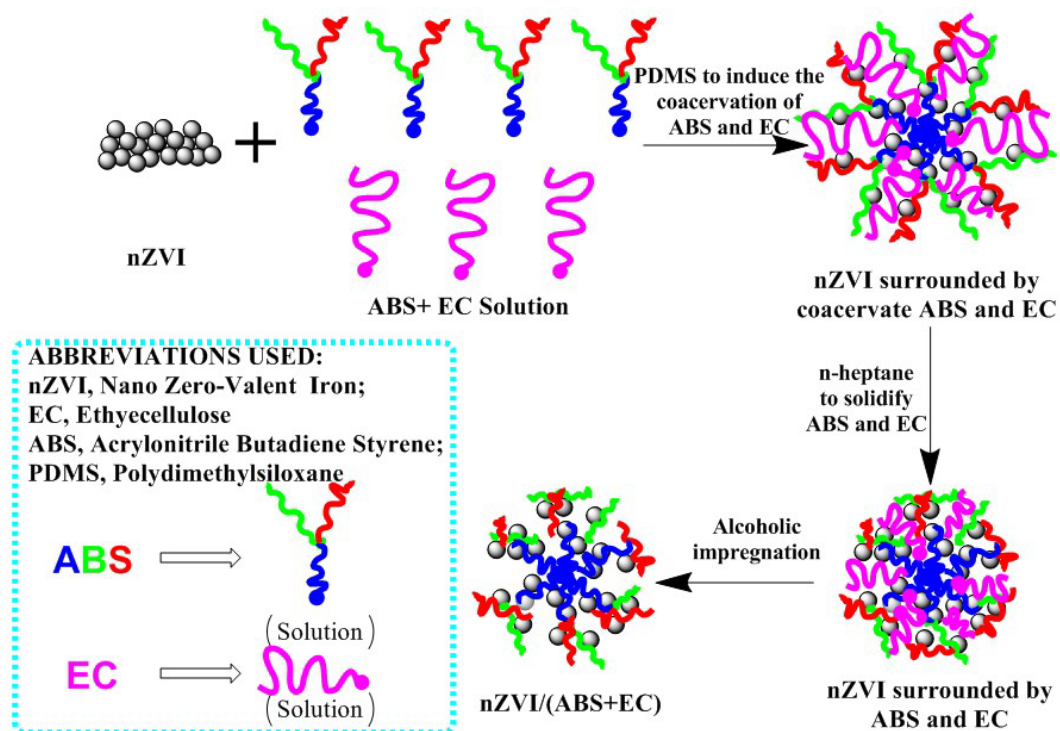 PDMS to induce the
coacervation of
ABS and EC
+
nZVI
ABS+ EC Solution
nZVI surrounded by
coacervate ABS and EC
n-heptane
to solidify
ABS and EC
ABBREVIATIONS USED:
nZVI, Nano Zero-Valent Iron;
EC, Ethyecellulose
ABS, Acrylonitrile Butadiene Styrene;
PDMS, Polydimethylsiloxane
ABS
(Solution)
EC
(Solution)
Alcoholic
impregnation
nZVI/(ABS+EC)
nZVI surrounded by
ABS and EC